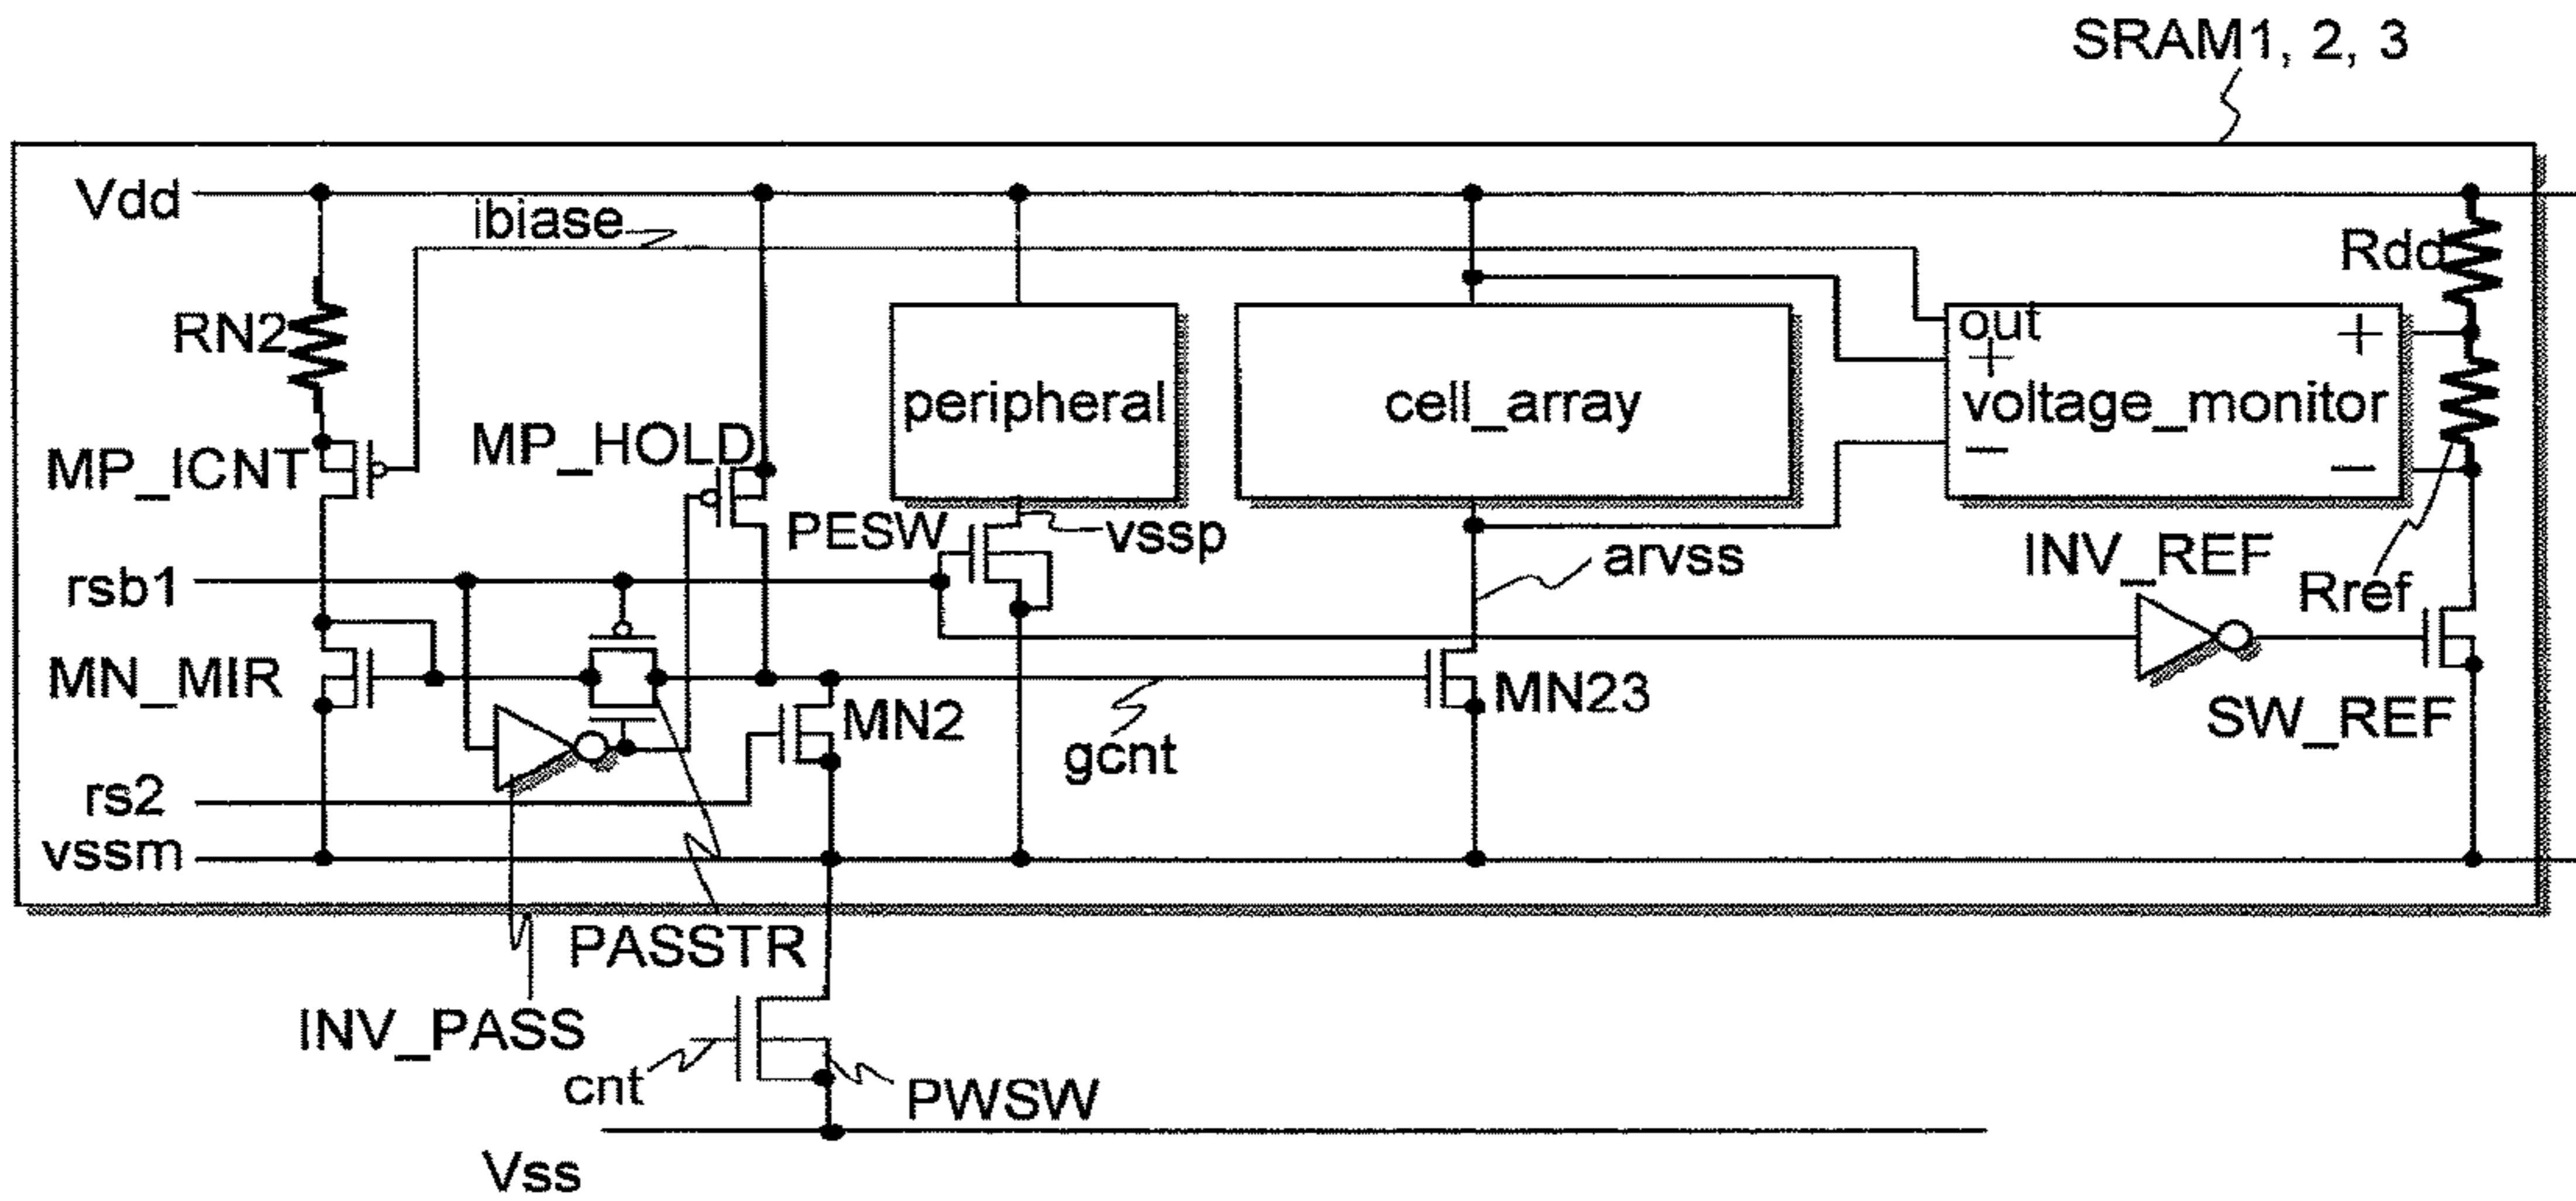 SRAM1, 2, 3
Vdd
ibiase
Rdd
RN2
out
+
+
peripheral
cell_array
voltage_monitor
MP_HOLD
MP_ICNT
−
−
PESW
vssp
arvss
INV_REF
rsb1
Rref
MN_MIR
MN2
MN23
SW_REF
gcnt
rs2
vssm
PASSTR
INV_PASS
cnt
PWSW
Vss